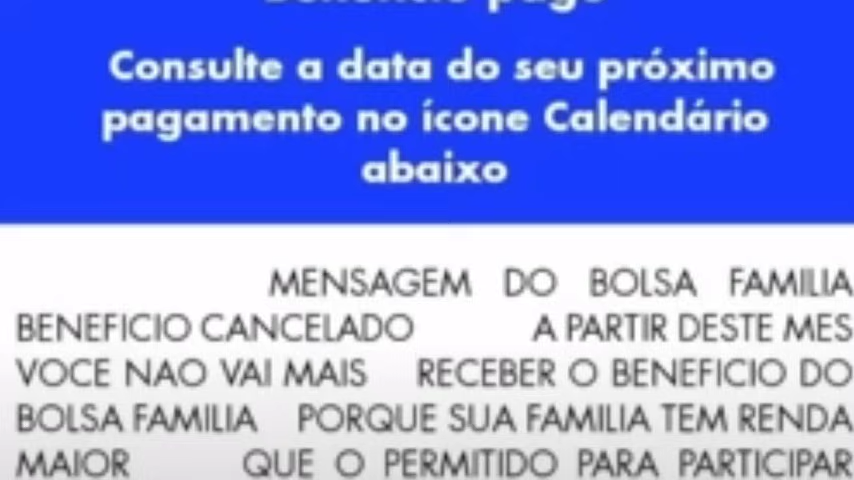 Consulte a data do seu próximo
pagamento no ícone Calendário
abaixo
MENSAGEM DO BOLSA FAMILIA
BENEFICIO CANCELADO A PARTIR DESTE MES
VOCE NAO VAI MAIS RECEBER O BENEFICIO DO
BOLSA FAMILIA PORQUE SUA FAMILIA TEM RENDA
MAIOR QUE O PERMITIDO PARA PARTICIPAR